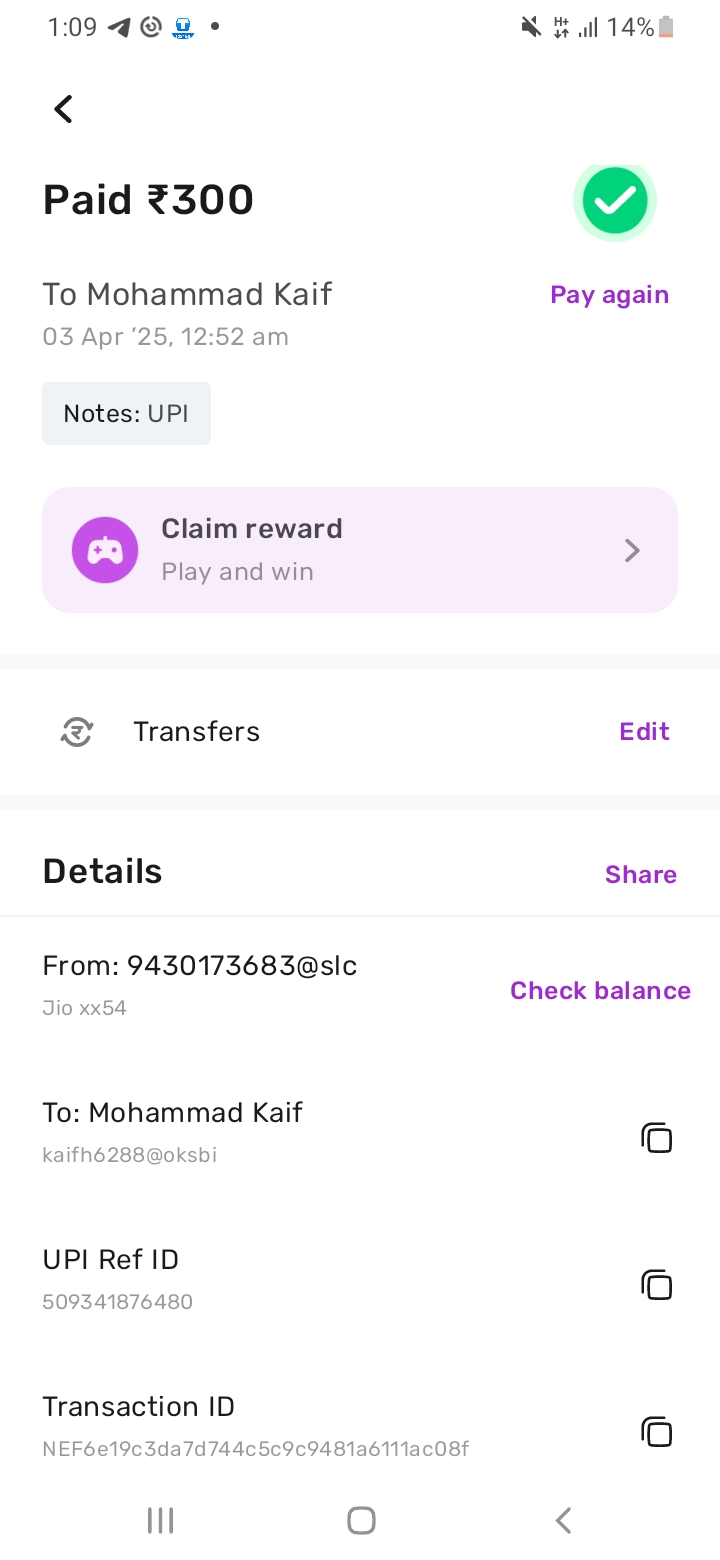 1:09
H+
14%
Paid ₹300
To Mohammad Kaif
Pay again
03 Apr '25, 12:52 am
Notes: UPI
Claim reward
Play and win
Transfers
Edit
Details
Share
From: 9430173683@slc
Jio xx54
Check balance
To: Mohammad Kaif
kaifh6288@oksbi
UPI Ref ID
509341876480
Transaction ID
NEF6e19c3da7d744c5c9c9481a6111ac08f